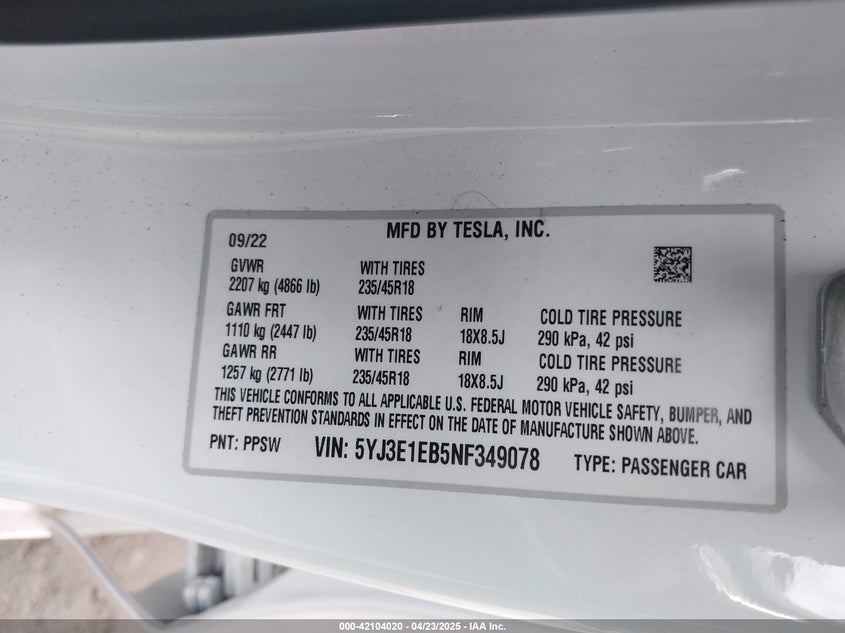 MFD BY TESLA, INC.
09/22
GVWR WITH TIRES
2207 kg (4866 lb) 235/45R18
GAWR FRT WITH TIRES RIM COLD TIRE PRESSURE
1110 kg (2447 lb) 235/45R18 18X8.5J 290 kPa, 42 psi
GAWR RR WITH TIRES RIM COLD TIRE PRESSURE
1257 kg (2771 lb) 235/45R18 18X8.5J 290 kPa, 42 psi
THIS VEHICLE CONFORMS TO ALL APPLICABLE U.S. FEDERAL MOTOR VEHICLE SAFETY, BUMPER, AND
THEFT PREVENTION STANDARDS IN EFFECT ON THE DATE OF MANUFACTURE SHOWN ABOVE.
PNT: PPSW VIN: 5YJ3E1EB5NF349078 TYPE: PASSENGER CAR
000-42104020 - 04/23/2025 - IAA Inc.